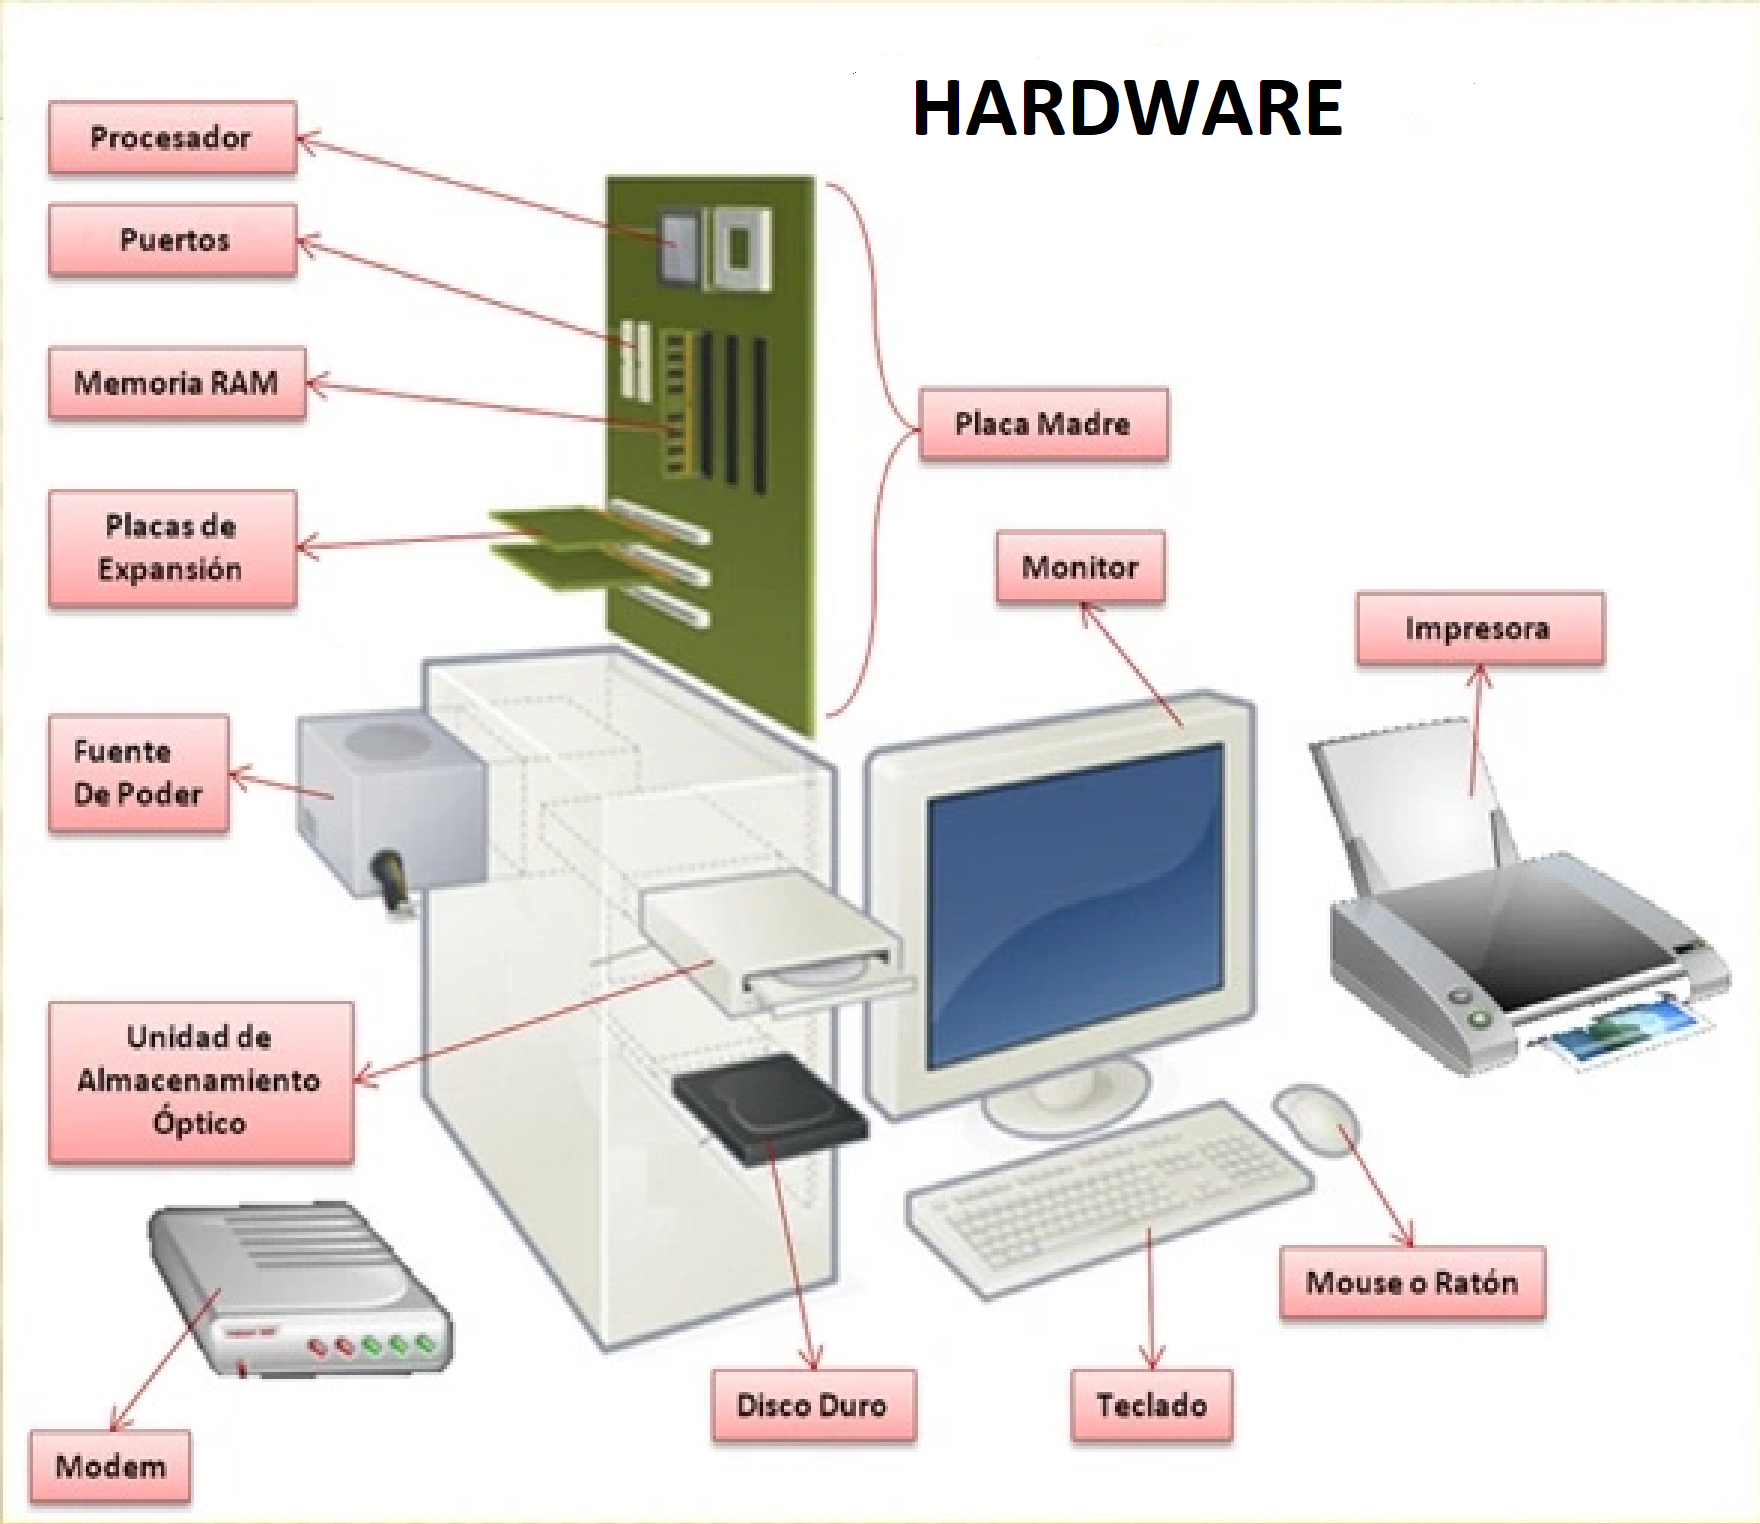 HARDWARE
Procesador
Puertos
Memoria RAM
Placa Madre
Placas de
Expansión
Monitor
Impresora
Fuente
De Poder
Unidad de
Almacenamiento
Óptico
Mouse o Ratón
Disco Duro
Teclado
Modem